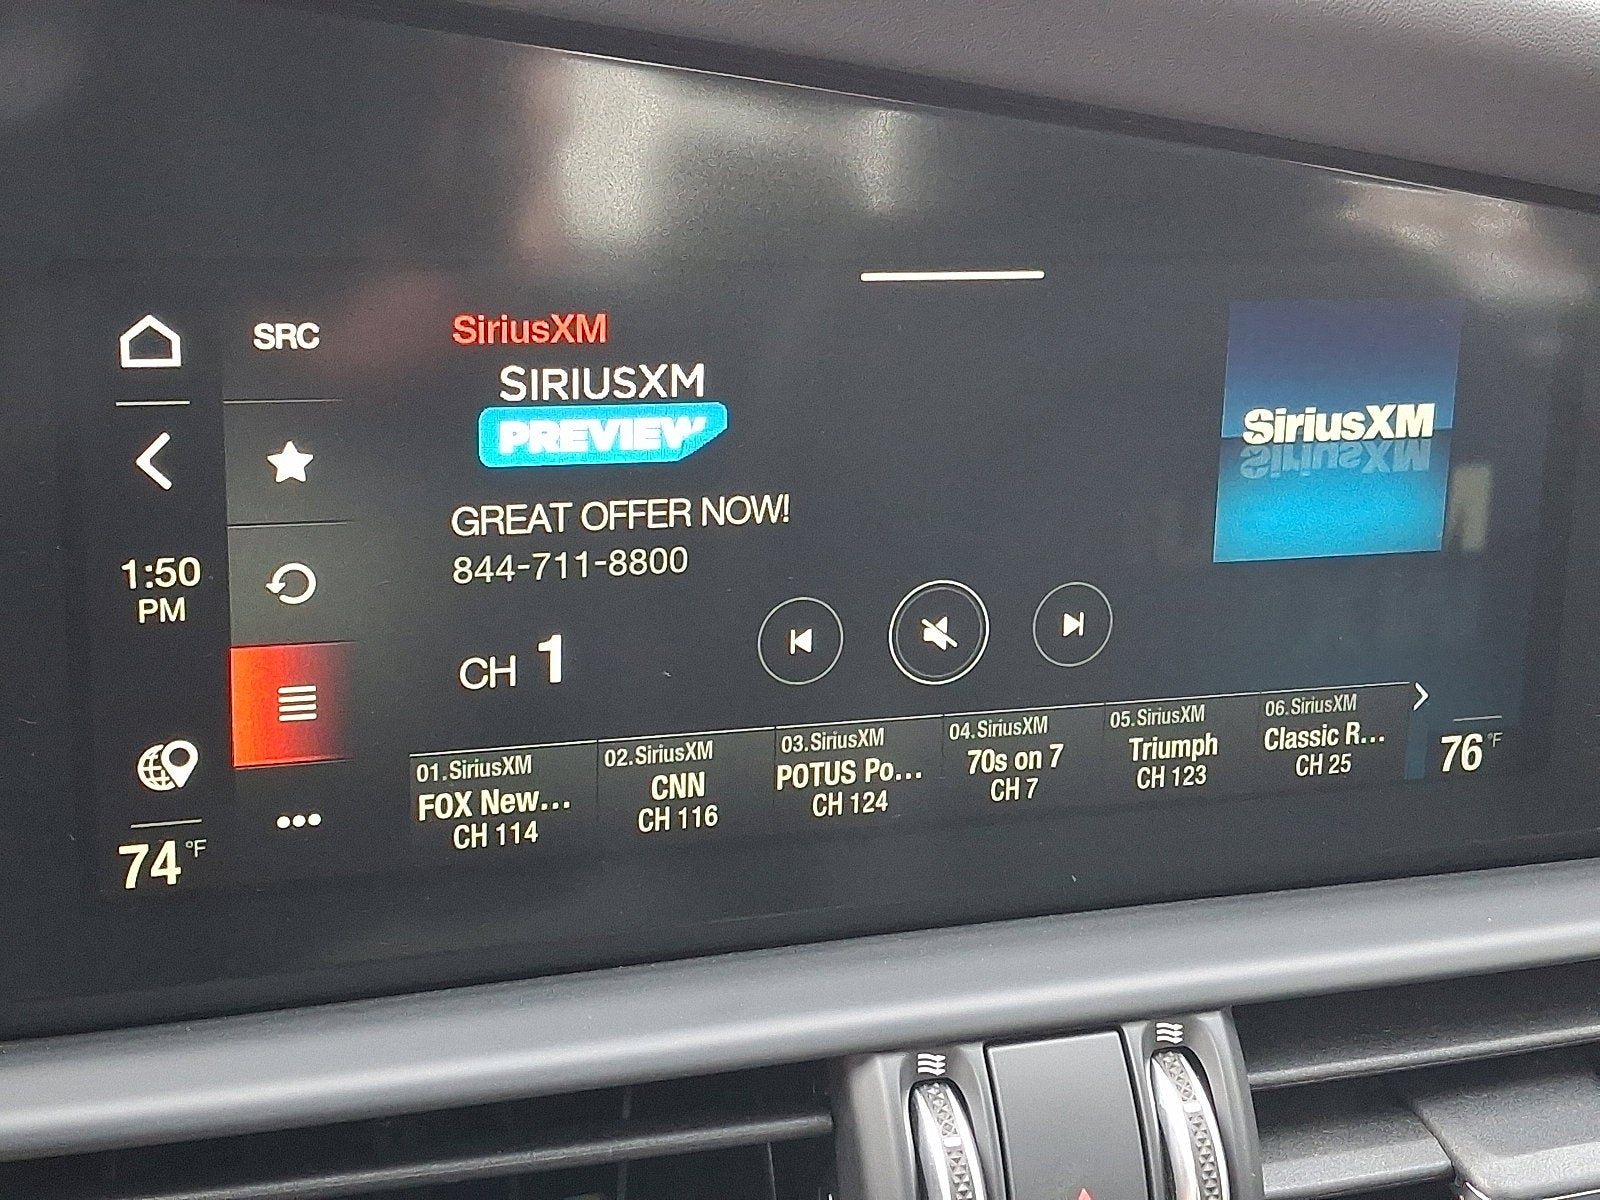 SRC
SiriusXM
SIRIUSXM
PREVIEW
GREAT OFFER NOW!
844-711-8800
CH 1
SiriusXM
1:50
PM
74°F
76°F
01.SiriusXM
FOX New...
CH 114
02.SiriusXM
CNN
CH 116
03.SiriusXM
POTUS Po...
CH 124
04.SiriusXM
70s on 7
CH 7
05.SiriusXM
Triumph
CH 123
06.SiriusXM
Classic R...
CH 25